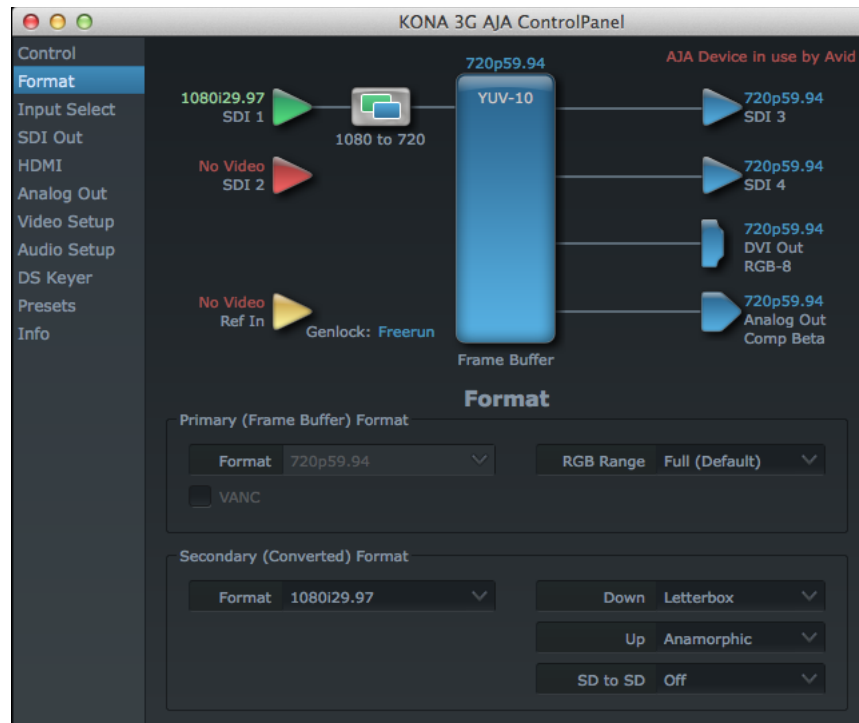 KONA 3G AJA ControlPanel
Control
Format
Input Select
SDI Out
HDMI
Analog Out
Video Setup
Audio Setup
DS Keyer
Presets
Info
720p59.94
AJA Device in use by Avid
1080i29.97
SDI 1
1080 to 720
YUV-10
720p59.94
SDI 3
No Video
SDI 2
720p59.94
SDI 4
720p59.94
DVI Out
RGB-8
No Video
Ref In
Genlock: Freerun
720p59.94
Analog Out
Comp Beta
Frame Buffer
Format
Primary (Frame Buffer) Format
Format 720p59.94
RGB Range Full (Default)
VANC
Secondary (Converted) Format
Format 1080i29.97
Down Letterbox
Up Anamorphic
SD to SD Off